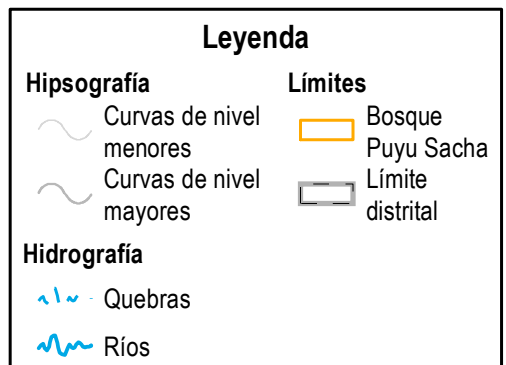 Leyenda
Hipsografía
Curvas de nivel
menores
Curvas de nivel
mayores
Límites
Bosque
Puyu Sacha
Límite
distrital
Hidrografía
Quebras
Ríos